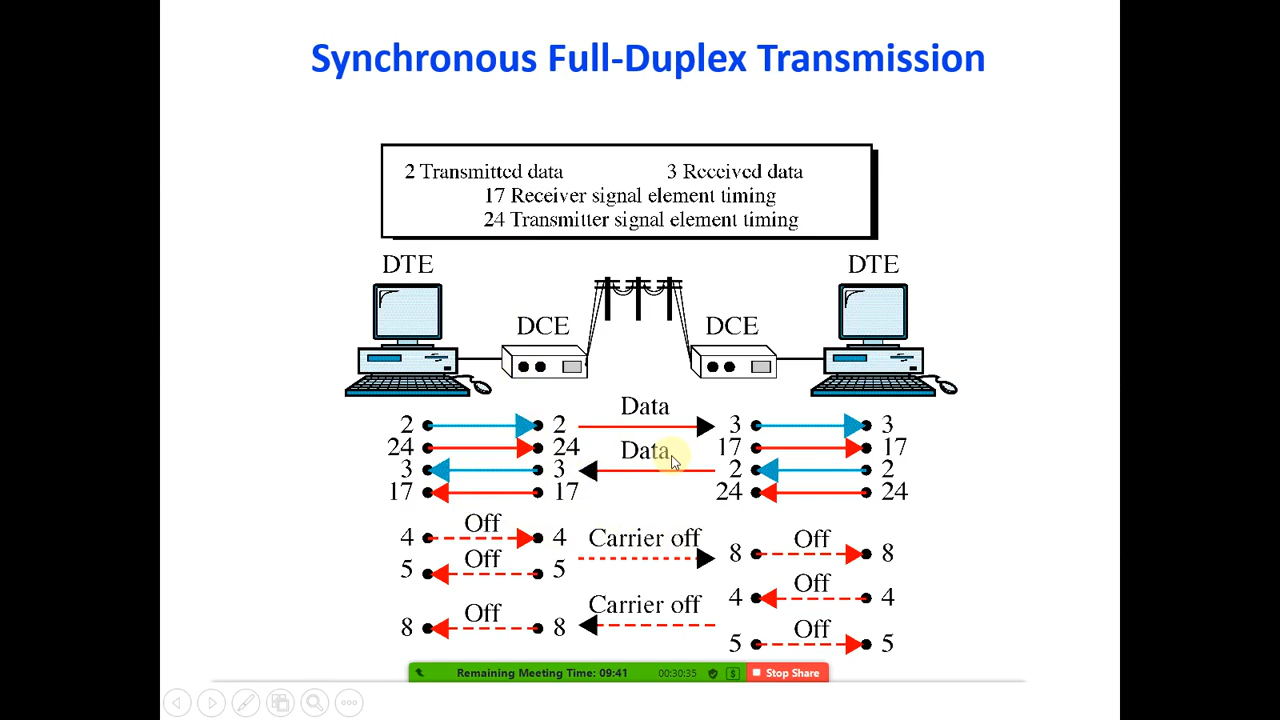 Synchronous Full-Duplex Transmission
2 Transmitted data 3 Received data
17 Receiver signal element timing
24 Transmitter signal element timing
DTE DTE
DCE DCE
Data
2 2 3 3
24 24 17 17
Data
3 3 2 2
17 17 24 24
Off
4 4 Carrier off 8 Off 8
Off
5 5
Off
4 4
Carrier off
Off
8 8
Off
5 5
Remaining Meeting Time: 09:41 00:30:35 $ Stop Share